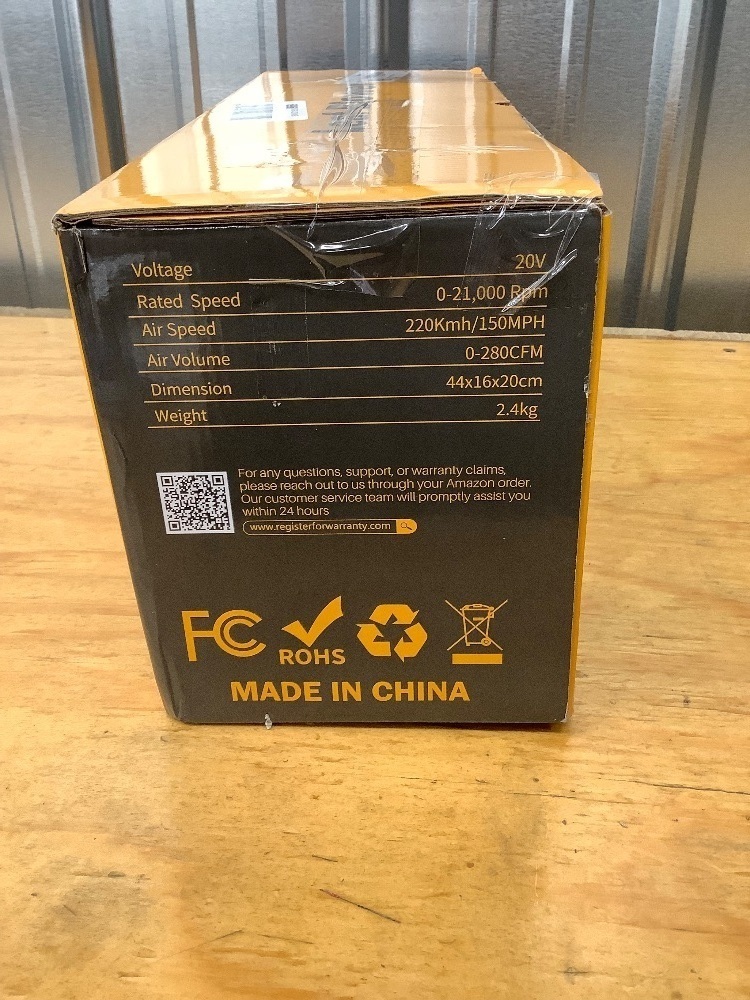 Voltage 20V
Rated Speed 0-21,000 Rpm
Air Speed 220Kmh/150MPH
Air Volume 0-280CFM
Dimension 44x16x20cm
Weight 2.4kg
For any questions, support, or warranty claims,
please reach out to us through your Amazon order.
Our customer service team will promptly assist you
within 24 hours
www.registerforwarranty.com
FC
ROHS
MADE IN CHINA